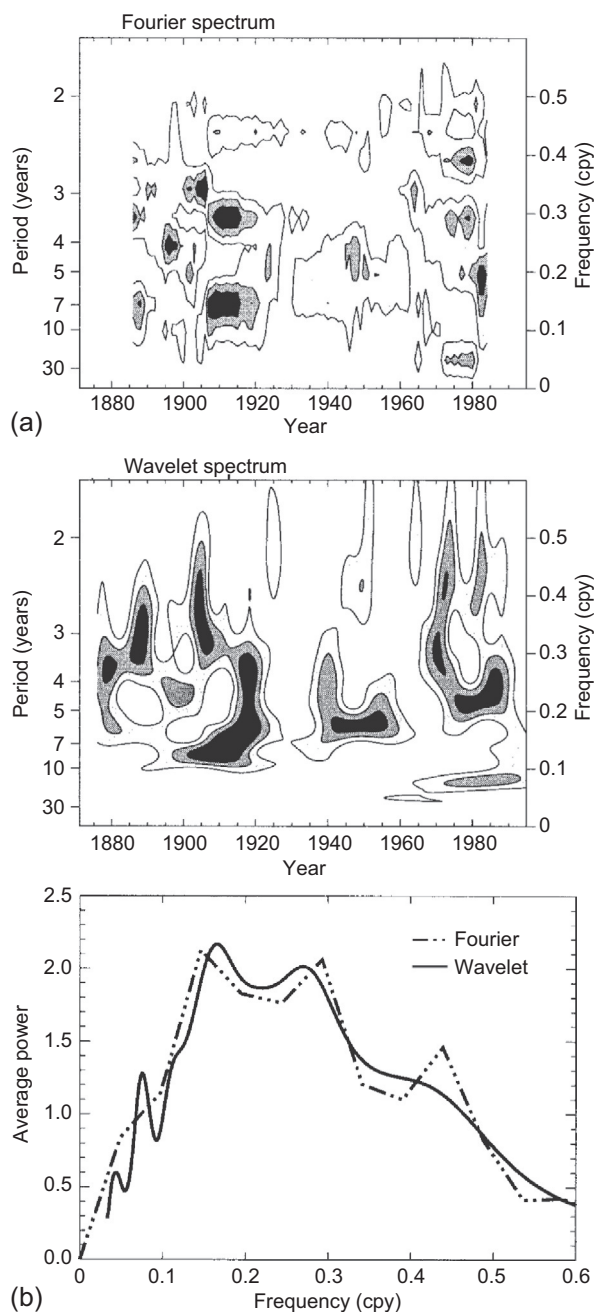 Fourier spectrum
2
3
4
5
7
10
30
Period (years)
0.5
0.4
0.3
0.2
0.1
0
Frequency (cpy)
1880 1900 1920 1940 1960 1980
Year
(a)
Wavelet spectrum
2
3
4
5
7
10
30
Period (years)
0.5
0.4
0.3
0.2
0.1
0
Frequency (cpy)
1880 1900 1920 1940 1960 1980
Year
2.5
2.0
1.5
1.0
0.5
0.0
Average power
Fourier
Wavelet
0 0.1 0.2 0.3 0.4 0.5 0.6
Frequency (cpy)
(b)